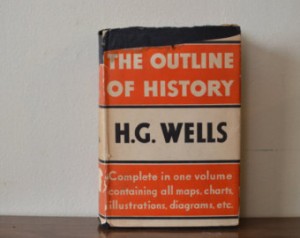 THE OUTLINE
OF HISTORY
H.G. WELLS
Complete in one volume
containing all maps, charts,
illustrations, diagrams, etc.